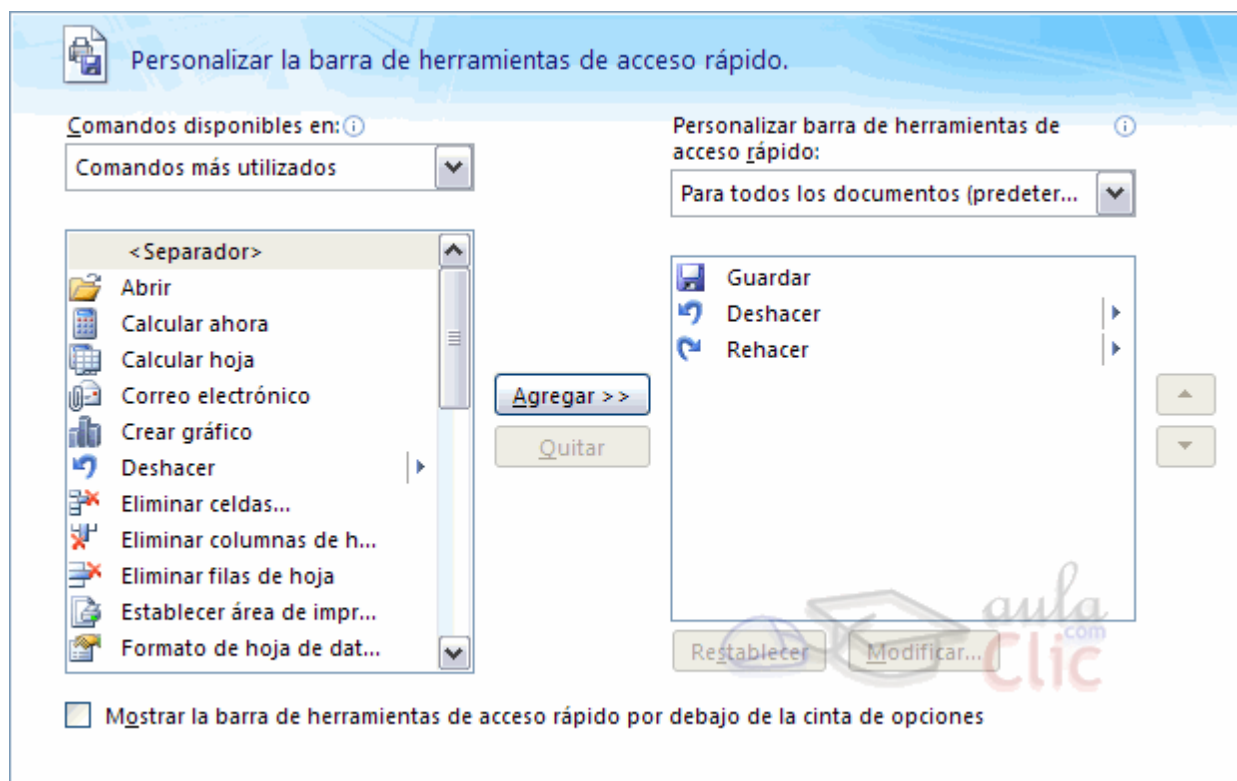 Personalizar la barra de herramientas de acceso rápido.
Comandos disponibles en:
Comandos más utilizados
<Separador>
Abrir
Calcular ahora
Calcular hoja
Correo electrónico
Crear gráfico
Deshacer
Eliminar celdas...
Eliminar columnas de h...
Eliminar filas de hoja
Establecer área de impr...
Formato de hoja de dat...
Agregar >>
Quitar
Personalizar barra de herramientas de
acceso rápido:
Para todos los documentos (predeter...
Guardar
Deshacer
Rehacer
Restablecer
Modificar...
aula
.com
Clic
Mostrar la barra de herramientas de acceso rápido por debajo de la cinta de opciones